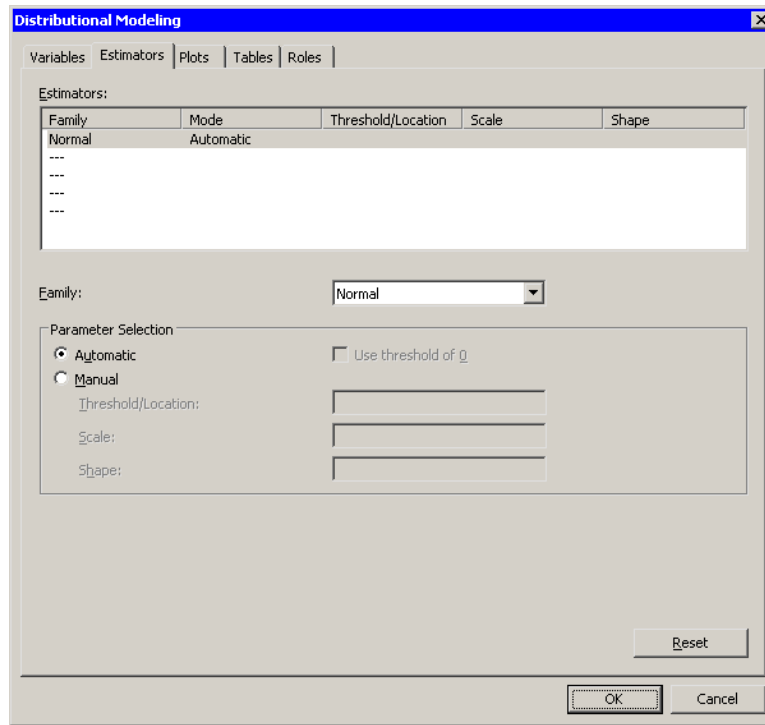 Distributional Modeling
Variables Estimators Plots Tables Roles
Estimators:
Family Mode Threshold/Location Scale Shape
Normal Automatic
---
---
---
---
Family: Normal
Parameter Selection
Automatic Use threshold of 0
Manual
Threshold/Location:
Scale:
Shape:
Reset
OK Cancel